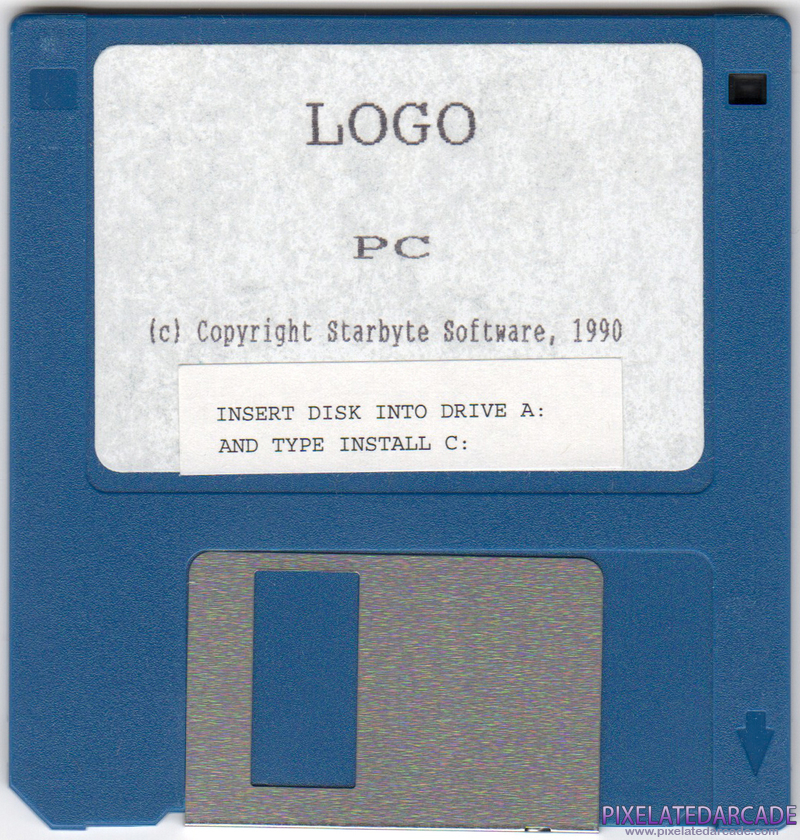 LOGO
PC
(c) Copyright Starbyte Software, 1990
INSERT DISK INTO DRIVE A:
AND TYPE INSTALL C:
PIXELATEDARCADE
www.pixelatedarcade.com